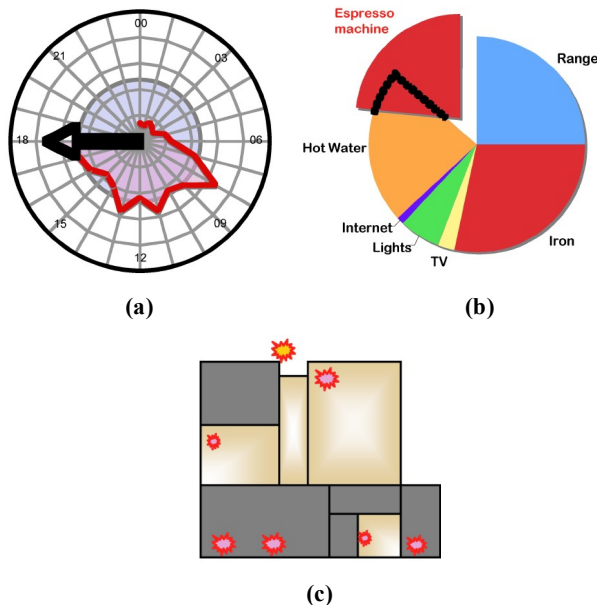 00
21
03
18
06
15
09
12
(a)
Espresso
machine
Range
Hot Water
Internet
Lights
TV
Iron
(b)
(c)